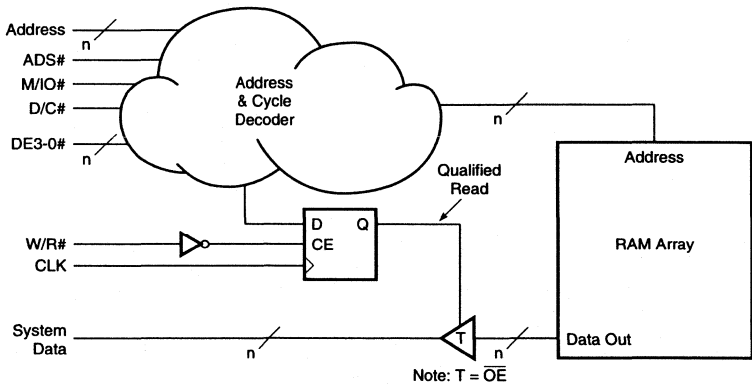 Address
n
ADS#
M/IO#
D/C#
DE3-0#
n
Address
& Cycle
Decoder
n
Address
RAM Array
Data Out
Qualified
Read
D
Q
CE
W/R#
CLK
System
Data
n
T
n
Note: T = O̅E̅